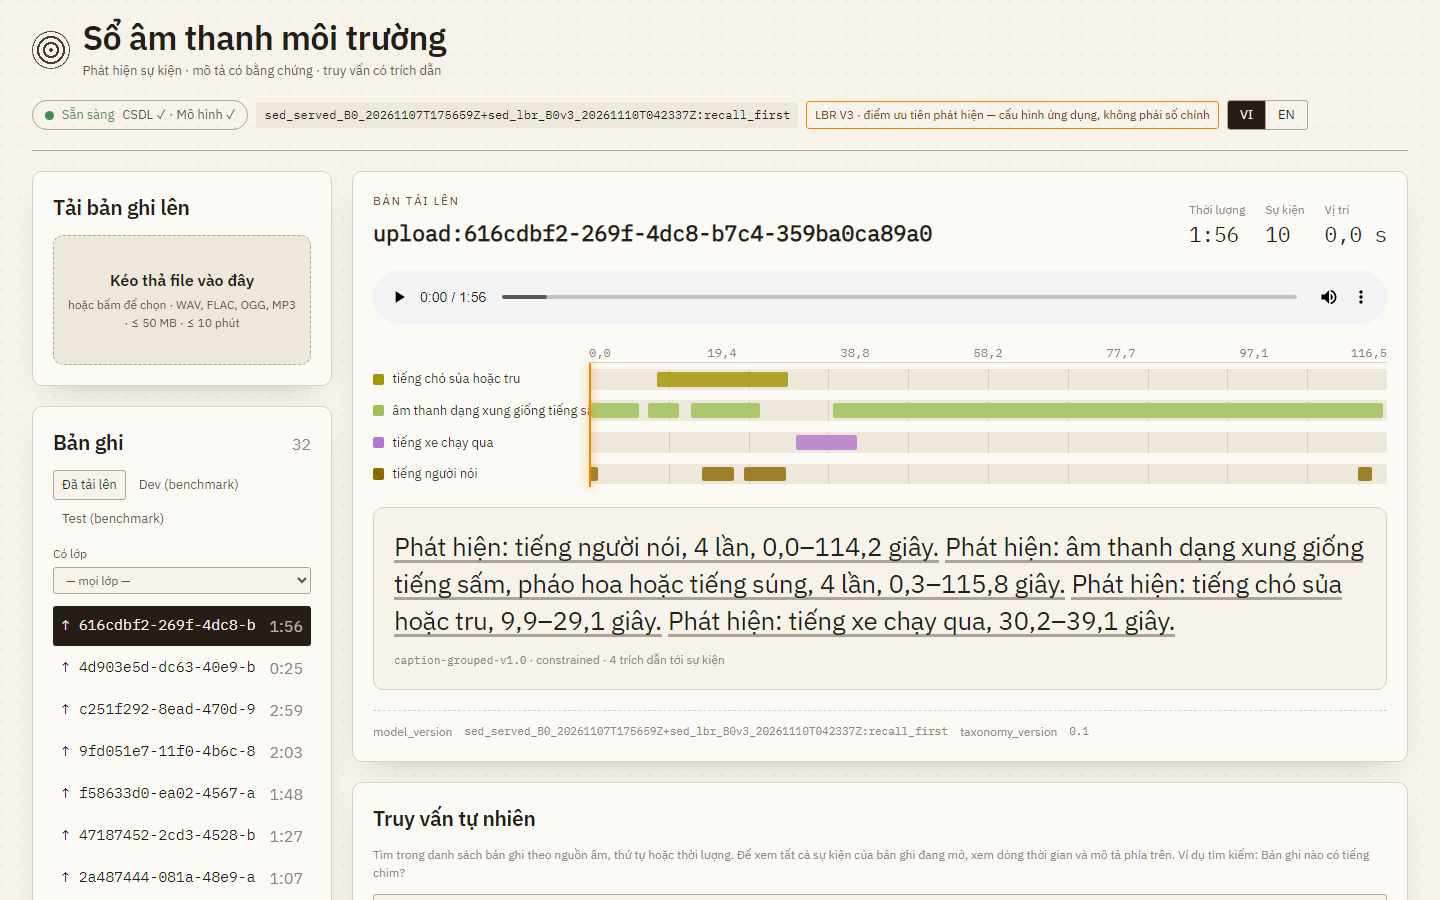 Sổ âm thanh môi trường
Phát hiện sự kiện · mô tả có bằng chứng · truy vấn có trích dẫn
Sẵn sàng CSDL ✓ · Mô hình ✓
sed_served_B0_20261107T175659Z+sed_lbr_B0v3_20261110T042337Z:recall_first
LBR V3 · điểm ưu tiên phát hiện — cấu hình ứng dụng, không phải số chính
VI EN
Tải bản ghi lên
Kéo thả file vào đây
hoặc bấm để chọn · WAV, FLAC, OGG, MP3
· ≤ 50 MB · ≤ 10 phút
Bản ghi 32
Đã tải lên Dev (benchmark)
Test (benchmark)
Có lớp
— mọi lớp —
↑ 616cdbf2-269f-4dc8-b 1:56
↑ 4d903e5d-dc63-40e9-b 0:25
↑ c251f292-8ead-470d-9 2:59
↑ 9fd051e7-11f0-4b6c-8 2:03
↑ f58633d0-ea02-4567-a 1:48
↑ 47187452-2cd3-4528-b 1:27
↑ 2a487444-081a-48e9-a 1:07
BẢN TẢI LÊN
upload:616cdbf2-269f-4dc8-b7c4-359ba0ca89a0
Thời lượng Sự kiện Vị trí
1:56 10 0,0 s
0:00 / 1:56
0,0 19,4 38,8 58,2 77,7 97,1 116,5
tiếng chó sủa hoặc tru
âm thanh dạng xung giống tiếng
tiếng xe chạy qua
tiếng người nói
Phát hiện: tiếng người nói, 4 lần, 0,0–114,2 giây. Phát hiện: âm thanh dạng xung giống
tiếng sấm, pháo hoa hoặc tiếng súng, 4 lần, 0,3–115,8 giây. Phát hiện: tiếng chó sủa
hoặc tru, 9,9–29,1 giây. Phát hiện: tiếng xe chạy qua, 30,2–39,1 giây.
caption-grouped-v1.0 · constrained · 4 trích dẫn tới sự kiện
model_version sed_served_B0_20261107T175659Z+sed_lbr_B0v3_20261110T042337Z:recall_first taxonomy_version 0.1
Truy vấn tự nhiên
Tìm trong danh sách bản ghi theo nguồn âm, thứ tự hoặc thời lượng. Để xem tất cả sự kiện của bản ghi đang mở, xem dòng thời gian và mô tả phía trên. Ví dụ tìm kiếm: Bản ghi nào có tiếng
chim?